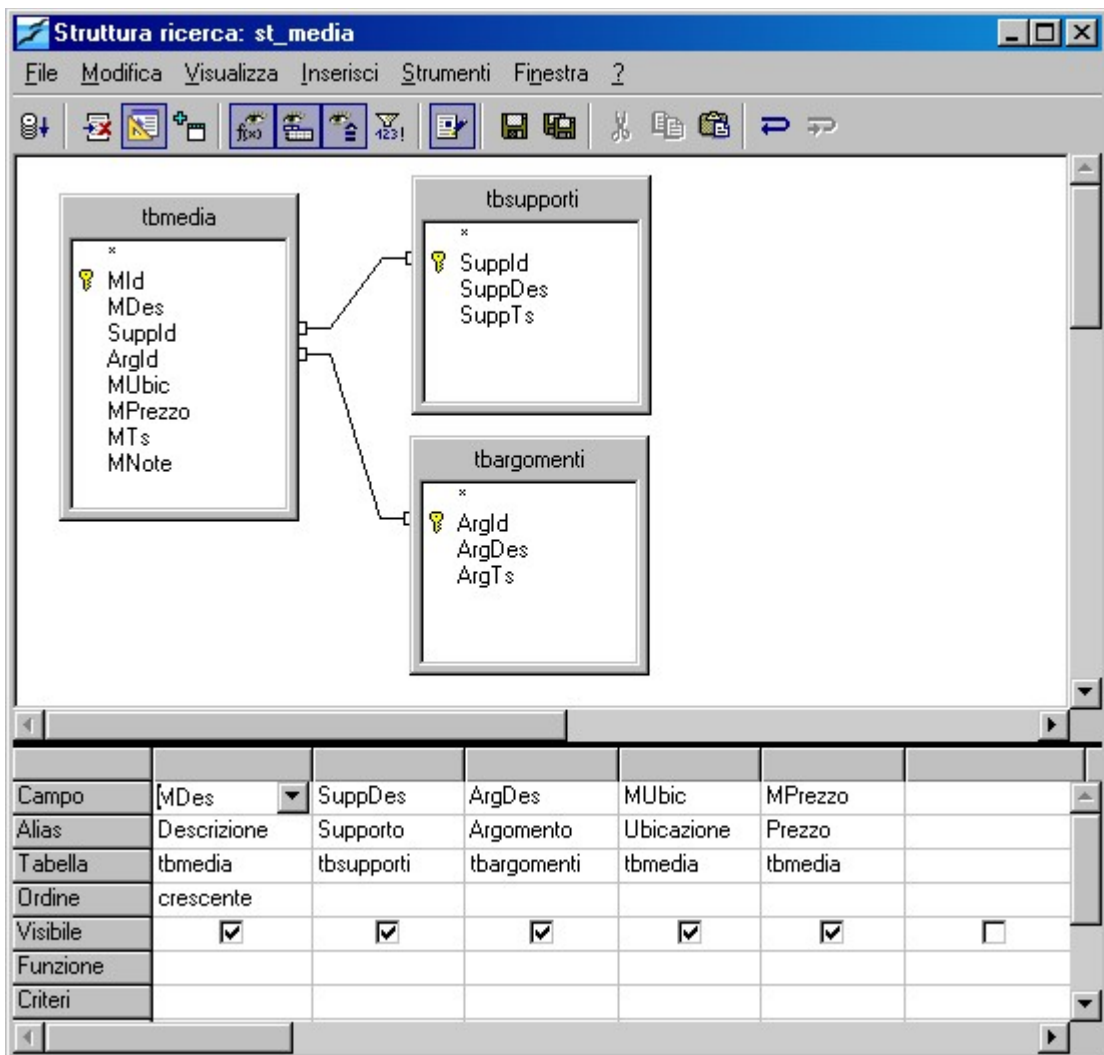 Struttura ricerca: st_media
File Modifica Visualizza Inserisci Strumenti Finestra ?
f(x) 123!
tbmedia
*
MId
MDes
SuppId
ArgId
MUbic
MPrezzo
MTs
MNote
tbsupporti
*
SuppId
SuppDes
SuppTs
tbargomenti
*
ArgId
ArgDes
ArgTs
Campo MDes SuppDes ArgDes MUbic MPrezzo
Alias Descrizione Supporto Argomento Ubicazione Prezzo
Tabella tbmedia tbsupporti tbargomenti tbmedia tbmedia
Ordine crescente
Visibile
Funzione
Criteri